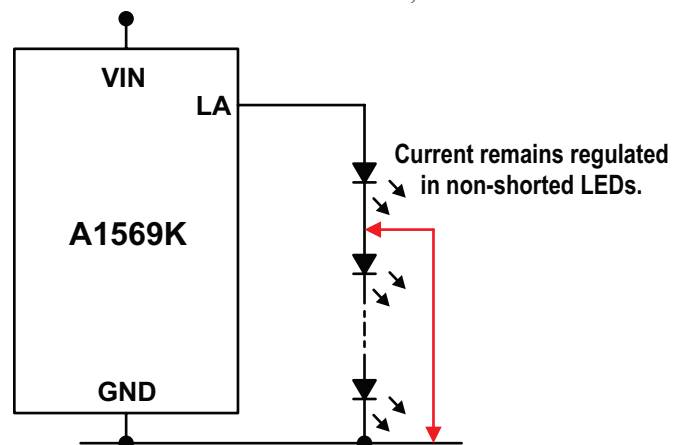 VIN
LA
Current remains regulated
in non-shorted LEDs.
A1569K
GND